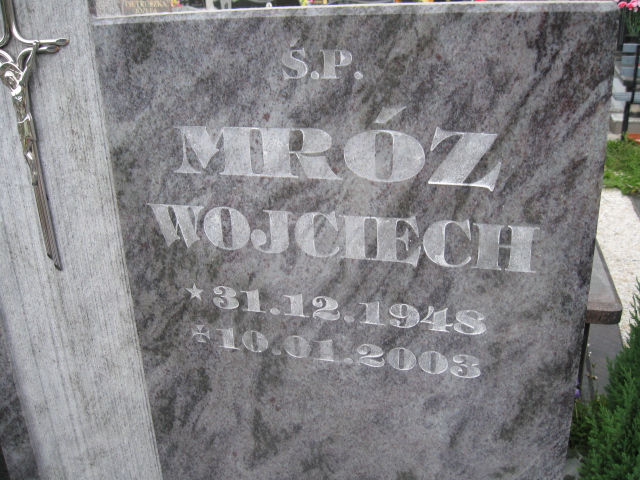 Ś.P.
MRÓZ
WOJCIECH
31.12.1948
10.01.2003